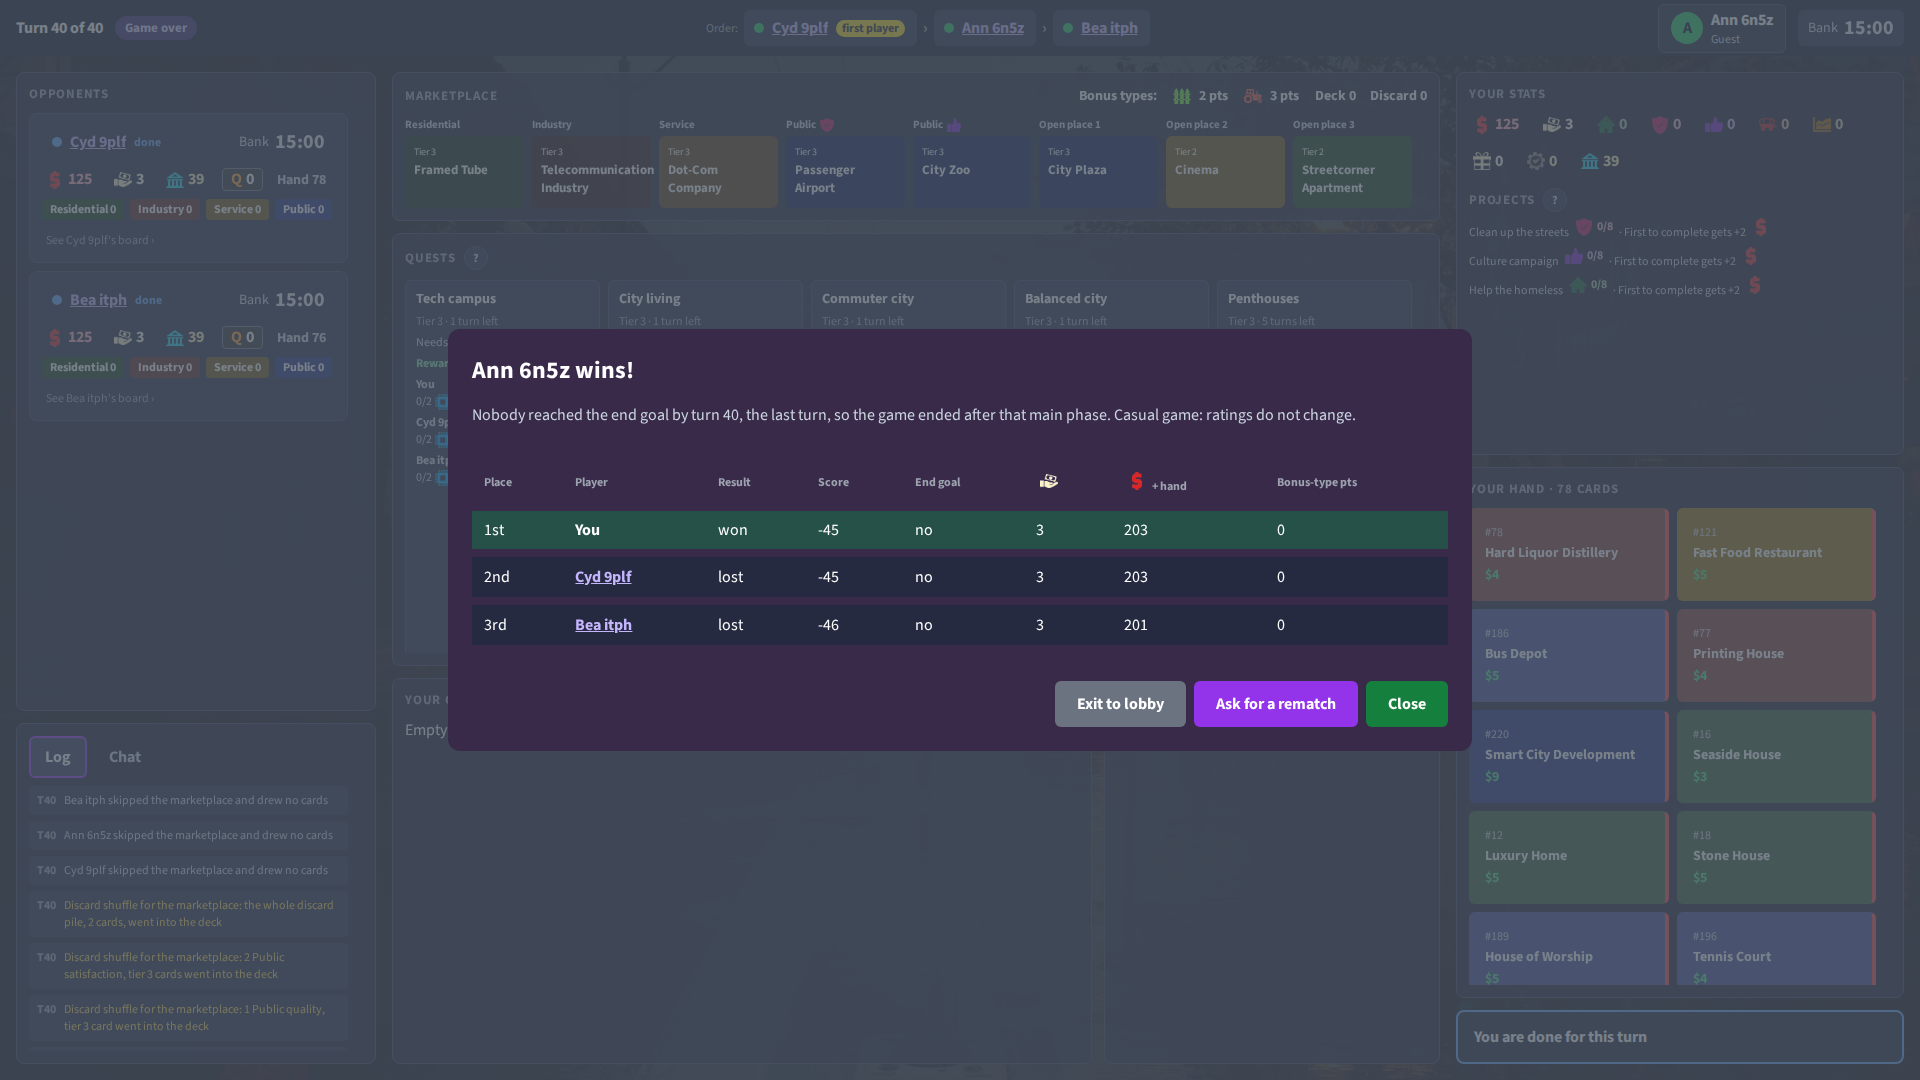 Turn 40 of 40 Game over
Order: Cyd 9plf first player › Ann 6n5z › Bea itph
A Ann 6n5z
Guest
Bank 15:00
OPPONENTS
Cyd 9plf done Bank 15:00
125 3 39 Q 0 Hand 78
Residential 0 Industry 0 Service 0 Public 0
See Cyd 9plf's board ›
Bea itph done Bank 15:00
125 3 39 Q 0 Hand 76
Residential 0 Industry 0 Service 0 Public 0
See Bea itph's board ›
MARKETPLACE
Bonus types: 2 pts 3 pts Deck 0 Discard 0
Residential
Tier 3
Framed Tube
Industry
Tier 3
Telecommunication
Industry
Service
Tier 3
Dot-Com
Company
Public
Tier 3
Passenger
Airport
Public
Tier 3
City Zoo
Open place 1
Tier 3
City Plaza
Open place 2
Tier 2
Cinema
Open place 3
Tier 2
Streetcorner
Apartment
QUESTS ?
Tech campus
Tier 3 · 1 turn left
Needs
You
0/2
0/2
0/2
City living
Tier 3 · 1 turn left
Commuter city
Tier 3 · 1 turn left
Balanced city
Tier 3 · 1 turn left
Penthouses
Tier 3 · 5 turns left
Ann 6n5z wins!
Nobody reached the end goal by turn 40, the last turn, so the game ended after that main phase. Casual game: ratings do not change.
Place Player Result Score End goal $ + hand Bonus-type pts
1st You won -45 no 3 203 0
2nd Cyd 9plf lost -45 no 3 203 0
3rd Bea itph lost -46 no 3 201 0
Exit to lobby Ask for a rematch Close
YOUR
Empty
Log Chat
T40 Bea itph skipped the marketplace and drew no cards
T40 Ann 6n5z skipped the marketplace and drew no cards
T40 Cyd 9plf skipped the marketplace and drew no cards
T40 Discard shuffle for the marketplace: the whole discard
pile, 2 cards, went into the deck
T40 Discard shuffle for the marketplace: 2 Public
satisfaction, tier 3 cards went into the deck
T40 Discard shuffle for the marketplace: 1 Public quality,
tier 3 card went into the deck
YOUR STATS
$ 125 3 0 0 0 0 0
0 0 39
PROJECTS ?
Clean up the streets 0/8 · First to complete gets +2 $
Culture campaign 0/8 · First to complete gets +2 $
Help the homeless 0/8 · First to complete gets +2 $
YOUR HAND · 78 CARDS
#78
Hard Liquor Distillery
$4
#121
Fast Food Restaurant
$5
#186
Bus Depot
$5
#77
Printing House
$4
#220
Smart City Development
$9
#16
Seaside House
$3
#12
Luxury Home
$5
#18
Stone House
$5
#189
House of Worship
$5
#196
Tennis Court
$4
You are done for this turn